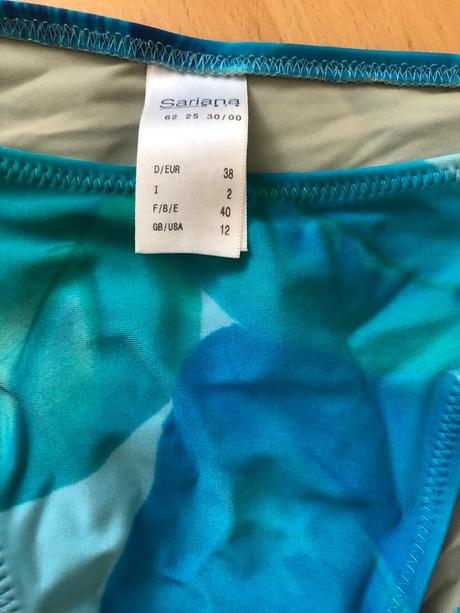 Sariana
62 25 30/00
D/EUR 38
I 2
F/B/E 40
GB/USA 12